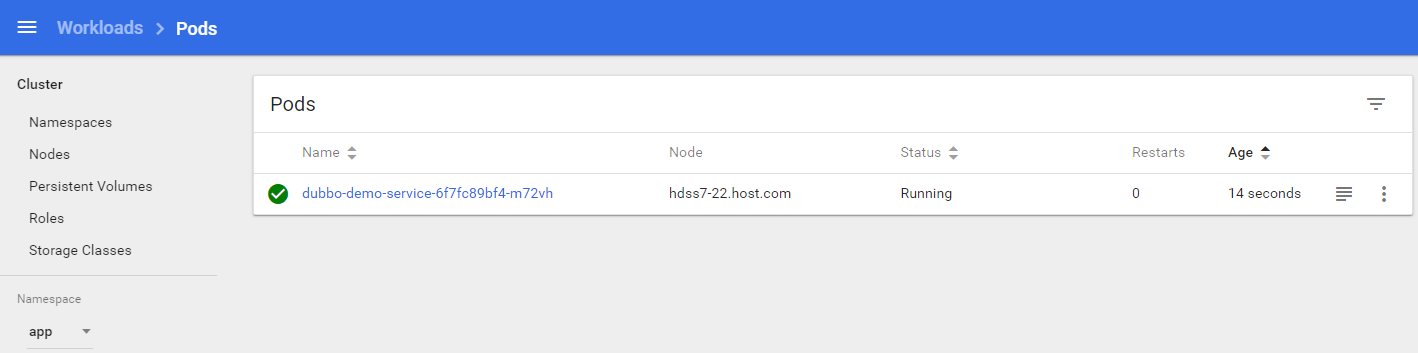 Workloads > Pods
Cluster
Namespaces
Nodes
Persistent Volumes
Roles
Storage Classes
Namespace
app
Pods
Name Node Status Restarts Age
dubbo-demo-service-6f7fc89bf4-m72vh hdss7-22.host.com Running 0 14 seconds